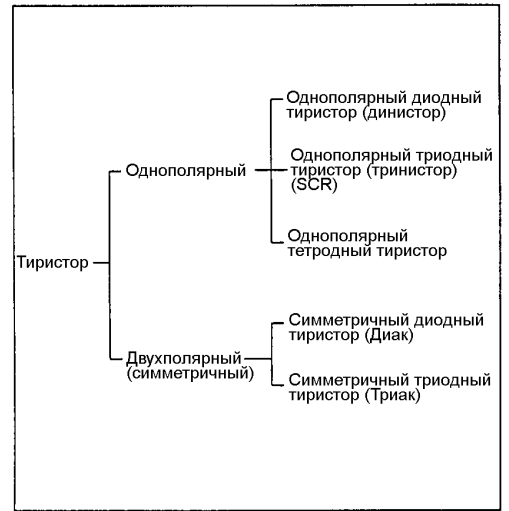 Однополярный диодный
тиристор (динистор)
Однополярный триодный
тиристор (тринистор)
(SCR)
Однополярный
Однополярный
тетродный тиристор
Тиристор
Симметричный диодный
тиристор (Диак)
Двухполярный
(симметричный)
Симметричный триодный
тиристор (Триак)